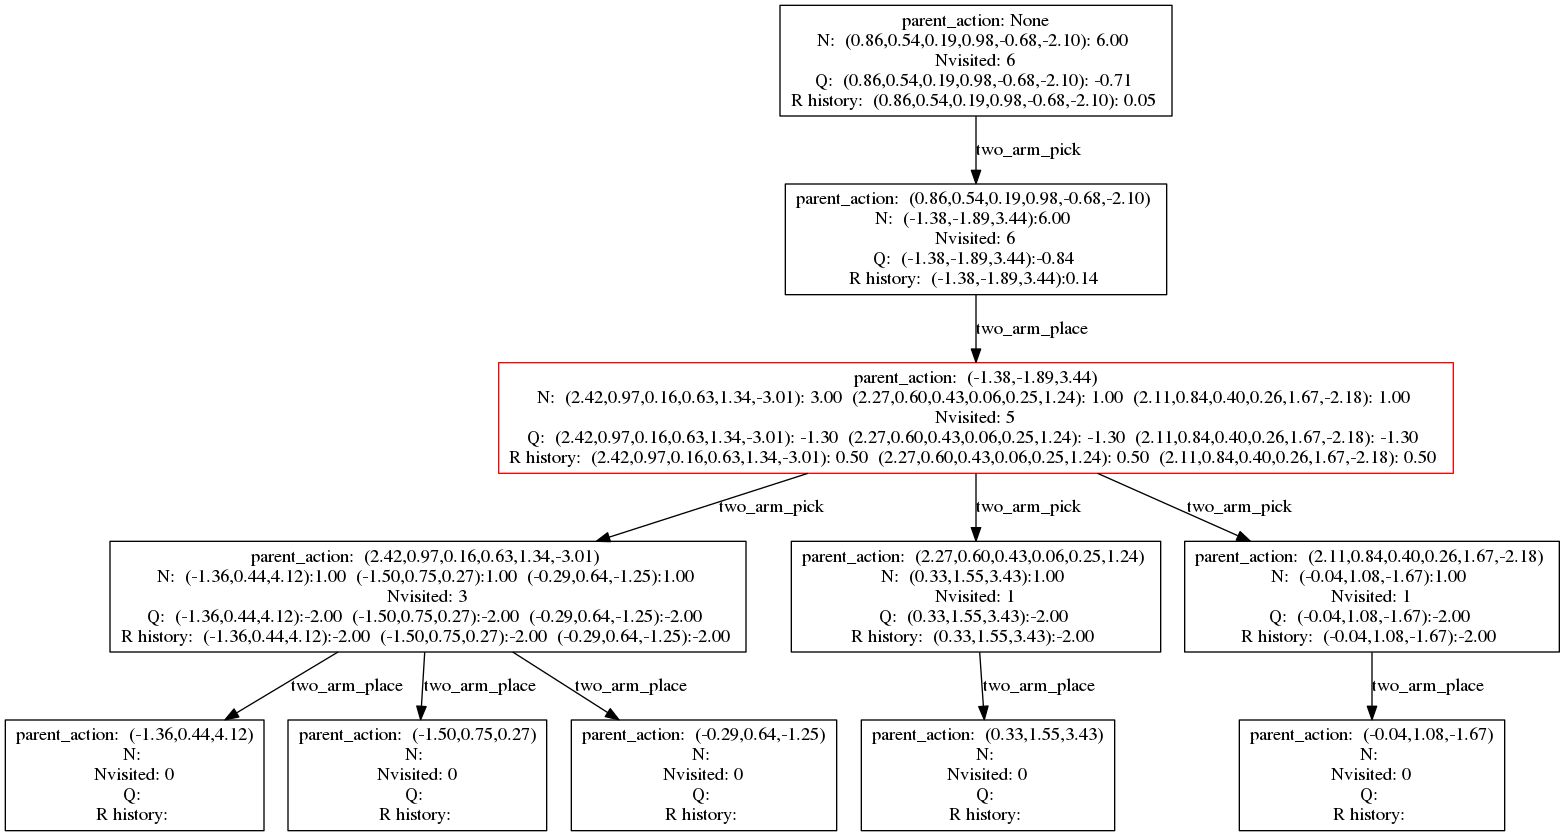 parent_action: None
N: (0.86,0.54,0.19,0.98,-0.68,-2.10): 6.00
Nvisited: 6
Q: (0.86,0.54,0.19,0.98,-0.68,-2.10): -0.71
R history: (0.86,0.54,0.19,0.98,-0.68,-2.10): 0.05
two_arm_pick
parent_action: (0.86,0.54,0.19,0.98,-0.68,-2.10)
N: (-1.38,-1.89,3.44):6.00
Nvisited: 6
Q: (-1.38,-1.89,3.44):-0.84
R history: (-1.38,-1.89,3.44):0.14
two_arm_place
parent_action: (-1.38,-1.89,3.44)
N: (2.42,0.97,0.16,0.63,1.34,-3.01): 3.00 (2.27,0.60,0.43,0.06,0.25,1.24): 1.00 (2.11,0.84,0.40,0.26,1.67,-2.18): 1.00
Nvisited: 5
Q: (2.42,0.97,0.16,0.63,1.34,-3.01): -1.30 (2.27,0.60,0.43,0.06,0.25,1.24): -1.30 (2.11,0.84,0.40,0.26,1.67,-2.18): -1.30
R history: (2.42,0.97,0.16,0.63,1.34,-3.01): 0.50 (2.27,0.60,0.43,0.06,0.25,1.24): 0.50 (2.11,0.84,0.40,0.26,1.67,-2.18): 0.50
two_arm_pick
two_arm_pick
two_arm_pick
parent_action: (2.42,0.97,0.16,0.63,1.34,-3.01)
N: (-1.36,0.44,4.12):1.00 (-1.50,0.75,0.27):1.00 (-0.29,0.64,-1.25):1.00
Nvisited: 3
Q: (-1.36,0.44,4.12):-2.00 (-1.50,0.75,0.27):-2.00 (-0.29,0.64,-1.25):-2.00
R history: (-1.36,0.44,4.12):-2.00 (-1.50,0.75,0.27):-2.00 (-0.29,0.64,-1.25):-2.00
parent_action: (2.27,0.60,0.43,0.06,0.25,1.24)
N: (0.33,1.55,3.43):1.00
Nvisited: 1
Q: (0.33,1.55,3.43):-2.00
R history: (0.33,1.55,3.43):-2.00
parent_action: (2.11,0.84,0.40,0.26,1.67,-2.18)
N: (-0.04,1.08,-1.67):1.00
Nvisited: 1
Q: (-0.04,1.08,-1.67):-2.00
R history: (-0.04,1.08,-1.67):-2.00
two_arm_place
two_arm_place
two_arm_place
two_arm_place
two_arm_place
parent_action: (-1.36,0.44,4.12)
N:
Nvisited: 0
Q:
R history:
parent_action: (-1.50,0.75,0.27)
N:
Nvisited: 0
Q:
R history:
parent_action: (-0.29,0.64,-1.25)
N:
Nvisited: 0
Q:
R history:
parent_action: (0.33,1.55,3.43)
N:
Nvisited: 0
Q:
R history:
parent_action: (-0.04,1.08,-1.67)
N:
Nvisited: 0
Q:
R history: